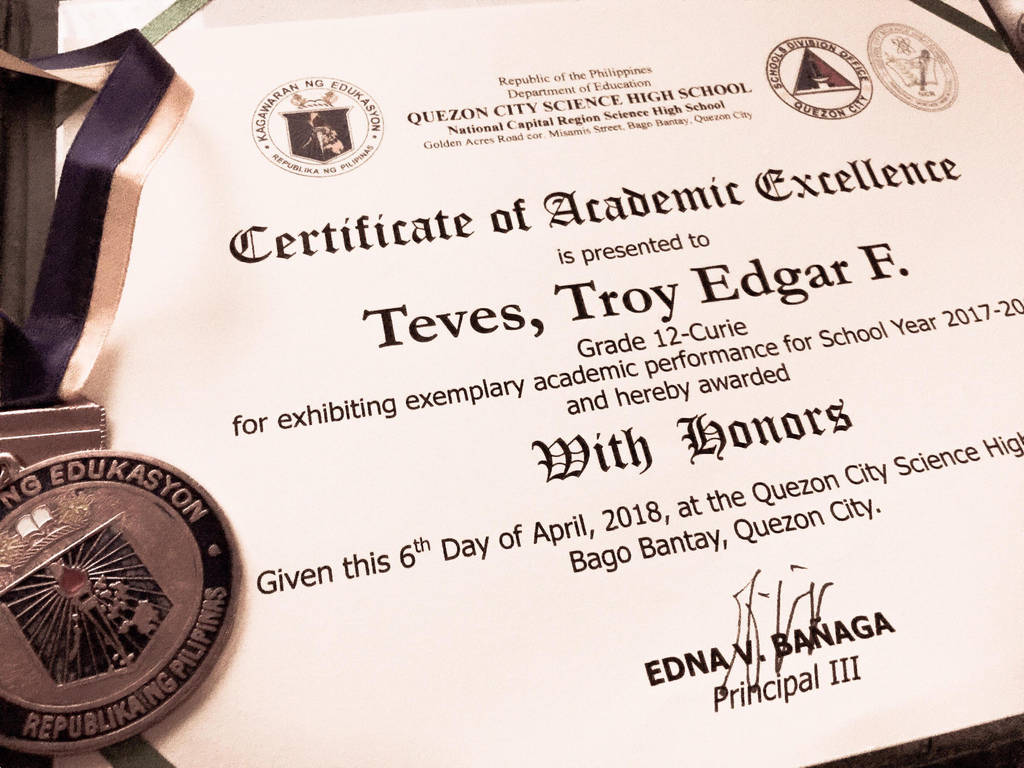 KAGAWARAN NG EDUKASYON
REPUBLIKA NG PILIPINAS
Republic of the Philippines
Department of Education
QUEZON CITY SCIENCE HIGH SCHOOL
National Capital Region Science High School
Golden Acres Road cor. Misamis Street, Bago Bantay, Quezon City
SCHOOLS DIVISION OFFICE
QUEZON CITY
Certificate of Academic Excellence
is presented to
Teves, Troy Edgar F.
Grade 12-Curie
for exhibiting exemplary academic performance for School Year 2017-20
and hereby awarded
With Honors
Given this 6th Day of April, 2018, at the Quezon City Science High
Bago Bantay, Quezon City.
EDNA V. BAÑAGA
Principal III
NG EDUKASYON
REPUBLIKA NG PILIPINAS